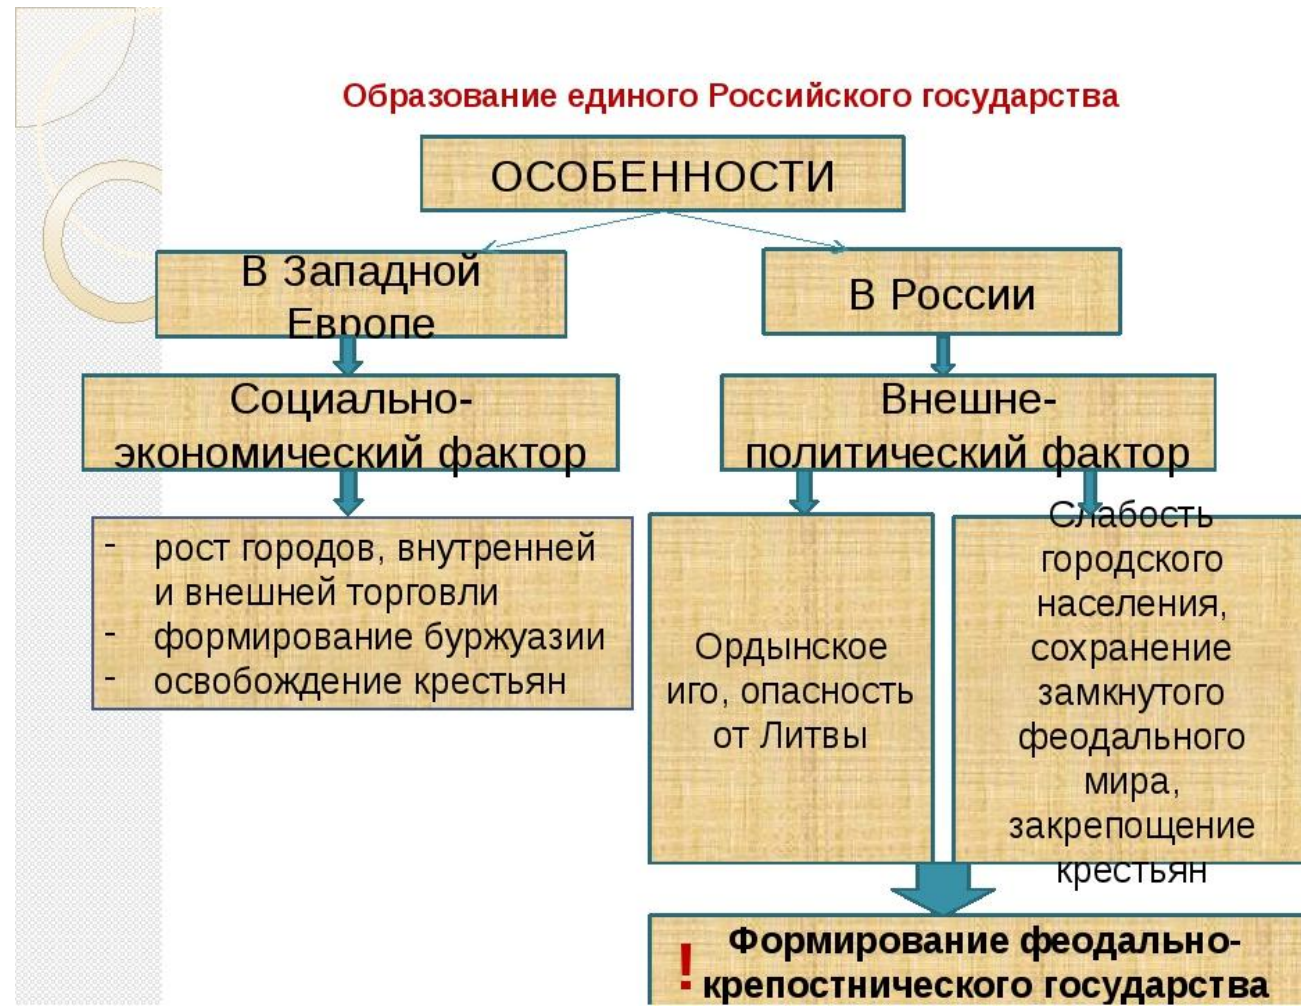 Образование единого Российского государства
ОСОБЕННОСТИ
В Западной
Европе
В России
Социально-
экономический фактор
Внешне-
политический фактор
- рост городов, внутренней
и внешней торговли
- формирование буржуазии
- освобождение крестьян
Ордынское
иго, опасность
от Литвы
Слабость
городского
населения,
сохранение
замкнутого
феодального
мира,
закрепощение
крестьян
! Формирование феодально-
крепостнического государства